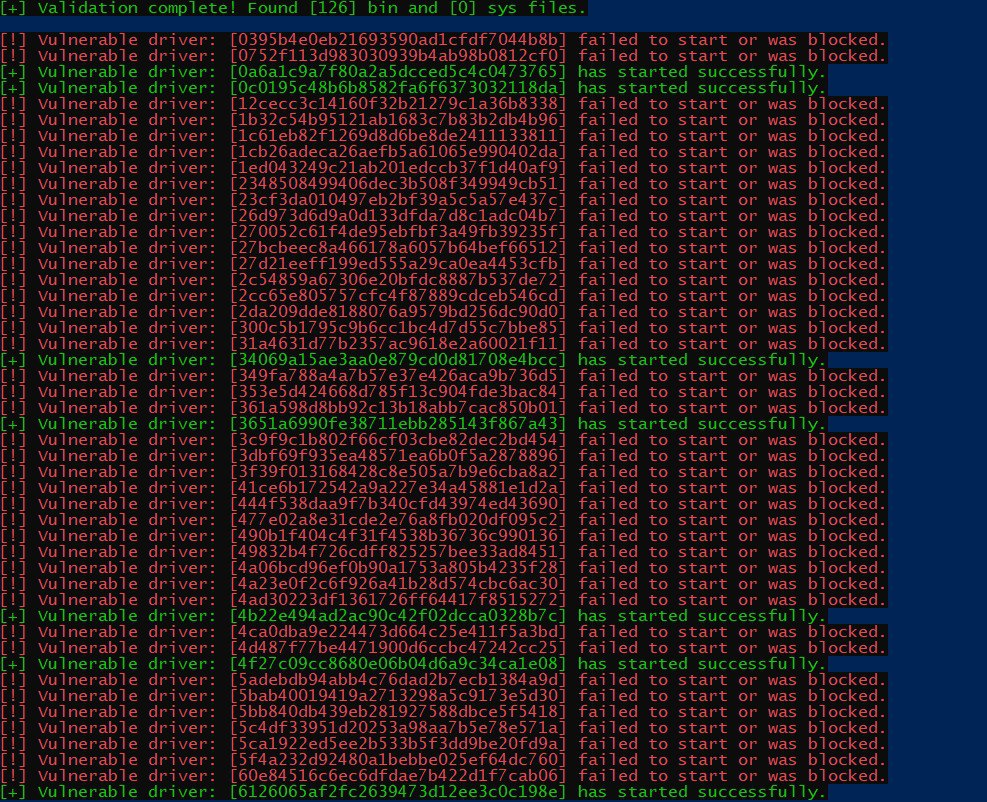 [+] Validation complete! Found [126] bin and [0] sys files.
[!] Vulnerable driver: [0395b4e0eb21693590ad1cfdf7044b8b] failed to start or was blocked.
[!] Vulnerable driver: [0752f113d983030939b4ab98b0812cf0] failed to start or was blocked.
[+] Vulnerable driver: [0a6a1c9a7f80a2a5dcced5c4c0473765] has started successfully.
[+] Vulnerable driver: [0c0195c48b6b8582fa6f6373032118da] has started successfully.
[!] Vulnerable driver: [12cecc3c14160f32b21279c1a36b8338] failed to start or was blocked.
[!] Vulnerable driver: [1b32c54b95121ab1683c7b83b2db4b96] failed to start or was blocked.
[!] Vulnerable driver: [1c61eb82f1269d8d6be8de2411133811] failed to start or was blocked.
[!] Vulnerable driver: [1cb26adeca26aefb5a61065e990402da] failed to start or was blocked.
[!] Vulnerable driver: [1ed043249c21ab201edccb37f1d40af9] failed to start or was blocked.
[!] Vulnerable driver: [2348508499406dec3b508f349949cb51] failed to start or was blocked.
[!] Vulnerable driver: [23cf3da010497eb2bf39a5c5a57e437c] failed to start or was blocked.
[!] Vulnerable driver: [26d973d6d9a0d133dfda7d8c1adc04b7] failed to start or was blocked.
[!] Vulnerable driver: [270052c61f4de95ebfbf3a49fb39235f] failed to start or was blocked.
[!] Vulnerable driver: [27bcbeec8a466178a6057b64bef66512] failed to start or was blocked.
[!] Vulnerable driver: [27d21eeff199ed555a29ca0ea4453cfb] failed to start or was blocked.
[!] Vulnerable driver: [2c54859a67306e20bfdc8887b537de72] failed to start or was blocked.
[!] Vulnerable driver: [2cc65e805757cfc4f87889cdceb546cd] failed to start or was blocked.
[!] Vulnerable driver: [2da209dde8188076a9579bd256dc90d0] failed to start or was blocked.
[!] Vulnerable driver: [300c5b1795c9b6cc1bc4d7d55c7bbe85] failed to start or was blocked.
[!] Vulnerable driver: [31a4631d77b2357ac9618e2a60021f11] failed to start or was blocked.
[+] Vulnerable driver: [34069a15ae3aa0e879cd0d81708e4bcc] has started successfully.
[!] Vulnerable driver: [349fa788a4a7b57e37e426aca9b736d5] failed to start or was blocked.
[!] Vulnerable driver: [353e5d424668d785f13c904fde3bac84] failed to start or was blocked.
[!] Vulnerable driver: [361a598d8bb92c13b18abb7cac850b01] failed to start or was blocked.
[+] Vulnerable driver: [3651a6990fe38711ebb285143f867a43] has started successfully.
[!] Vulnerable driver: [3c9f9c1b802f66cf03cbe82dec2bd454] failed to start or was blocked.
[!] Vulnerable driver: [3dbf69f935ea48571ea6b0f5a2878896] failed to start or was blocked.
[!] Vulnerable driver: [3f39f013168428c8e505a7b9e6cba8a2] failed to start or was blocked.
[!] Vulnerable driver: [41ce6b172542a9a227e34a45881e1d2a] failed to start or was blocked.
[!] Vulnerable driver: [444f538daa9f7b340cfd43974ed43690] failed to start or was blocked.
[!] Vulnerable driver: [477e02a8e31cde2e76a8fb020df095c2] failed to start or was blocked.
[!] Vulnerable driver: [490b1f404c4f31f4538b36736c990136] failed to start or was blocked.
[!] Vulnerable driver: [49832b4f726cdff825257bee33ad8451] failed to start or was blocked.
[!] Vulnerable driver: [4a06bcd96ef0b90a1753a805b4235f28] failed to start or was blocked.
[!] Vulnerable driver: [4a23e0f2c6f926a41b28d574cbc6ac30] failed to start or was blocked.
[!] Vulnerable driver: [4ad30223df1361726ff64417f8515272] failed to start or was blocked.
[+] Vulnerable driver: [4b22e494ad2ac90c42f02dcca0328b7c] has started successfully.
[!] Vulnerable driver: [4ca0dba9e224473d664c25e411f5a3bd] failed to start or was blocked.
[!] Vulnerable driver: [4d487f77be4471900d6ccbc47242cc25] failed to start or was blocked.
[+] Vulnerable driver: [4f27c09cc8680e06b04d6a9c34ca1e08] has started successfully.
[!] Vulnerable driver: [5adebdb94abb4c76dad2b7ecb1384a9d] failed to start or was blocked.
[!] Vulnerable driver: [5bab40019419a2713298a5c9173e5d30] failed to start or was blocked.
[!] Vulnerable driver: [5bb840db439eb281927588dbce5f5418] failed to start or was blocked.
[!] Vulnerable driver: [5c4df33951d20253a98aa7b5e78e571a] failed to start or was blocked.
[!] Vulnerable driver: [5ca1922ed5ee2b533b5f3dd9be20fd9a] failed to start or was blocked.
[!] Vulnerable driver: [5f4a232d92480a1bebbe025ef64dc760] failed to start or was blocked.
[!] Vulnerable driver: [60e84516c6ec6dfdae7b422d1f7cab06] failed to start or was blocked.
[+] Vulnerable driver: [6126065af2fc2639473d12ee3c0c198e] has started successfully.